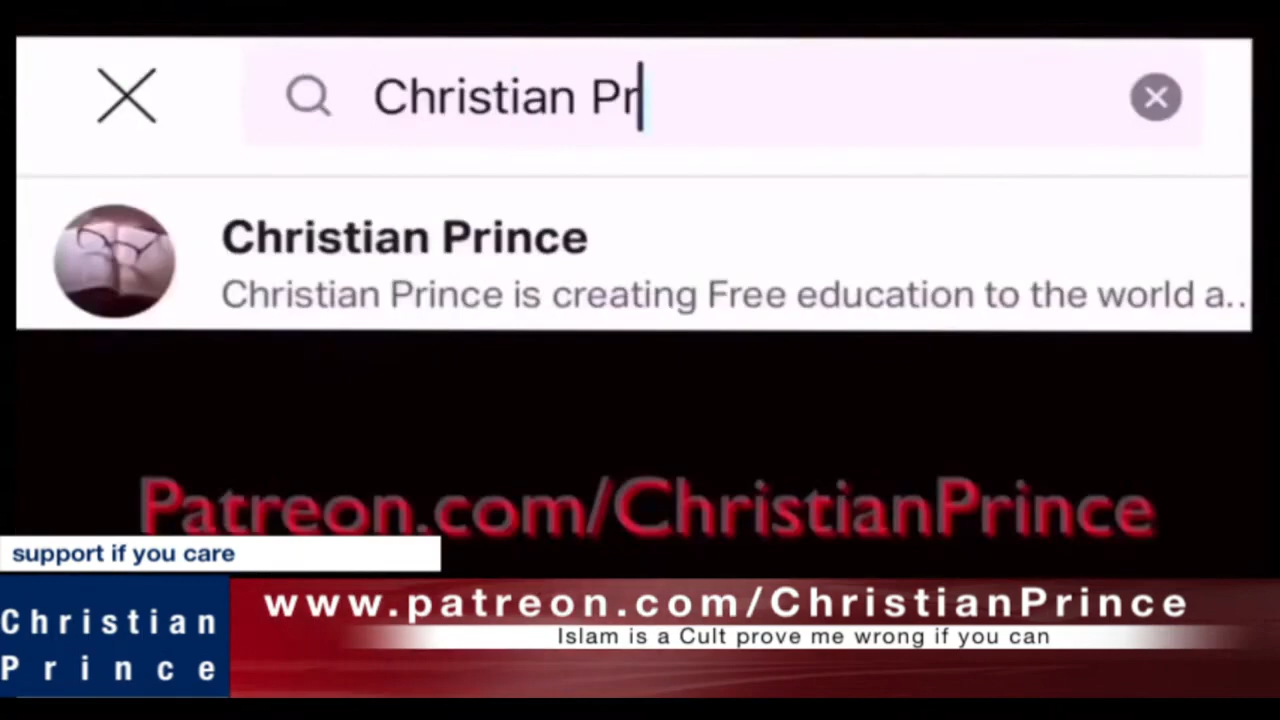 Christian Pr
Christian Prince
Christian Prince is creating Free education to the world a..
Patreon.com/ChristianPrince
support if you care
Christian
Prince
www.patreon.com/ChristianPrince
Islam is a Cult prove me wrong if you can